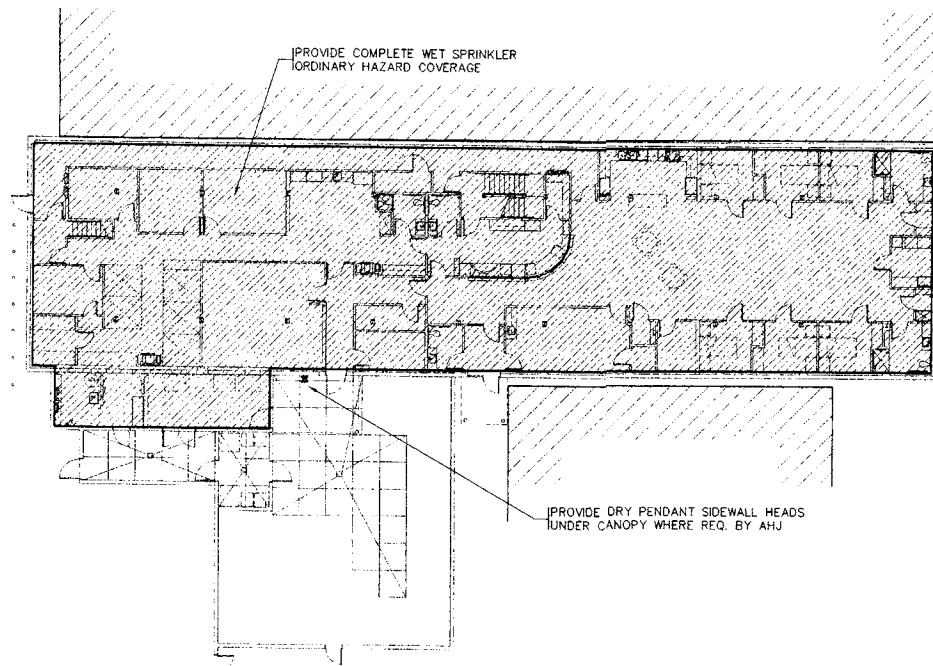 PROVIDE COMPLETE WET SPRINKLER
ORDINARY HAZARD COVERAGE
PROVIDE DRY PENDANT SIDEWALL HEADS
UNDER CANOPY WHERE REQ. BY AHJ